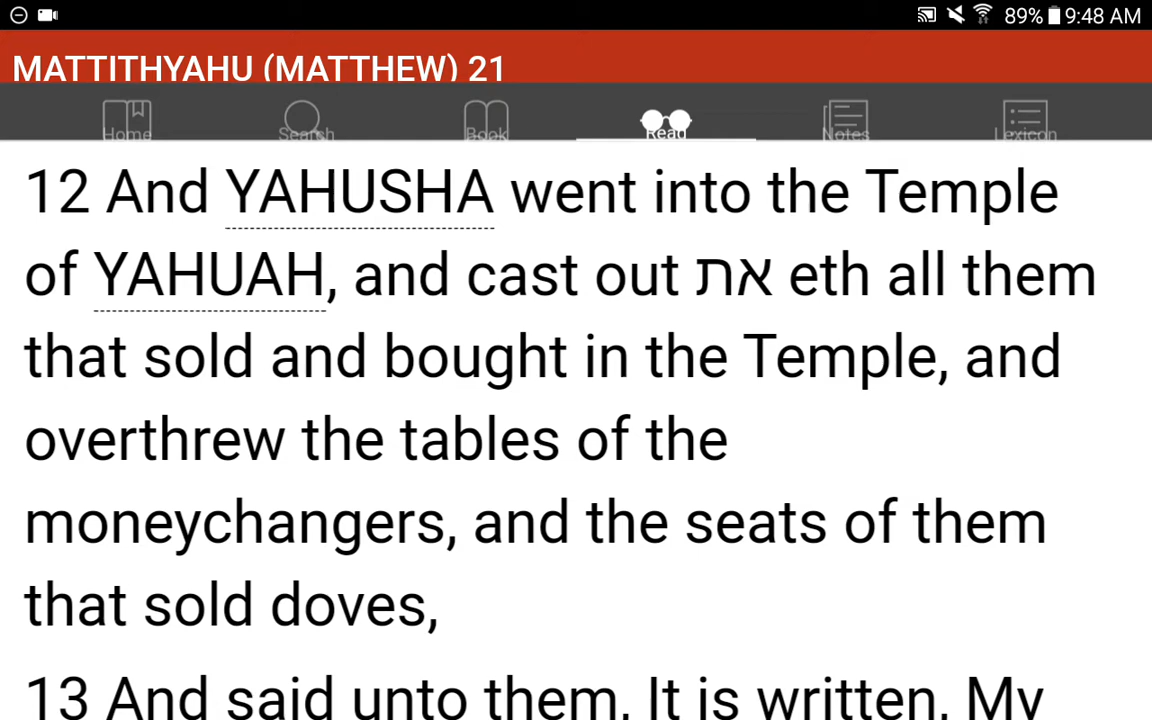 89% 9:48 AM
MATTITHYAHU (MATTHEW) 21
Home Search Book Read Notes Lexicon
12 And YAHUSHA went into the Temple
of YAHUAH, and cast out את eth all them
that sold and bought in the Temple, and
overthrew the tables of the
moneychangers, and the seats of them
that sold doves,
13 And said unto them, It is written, My